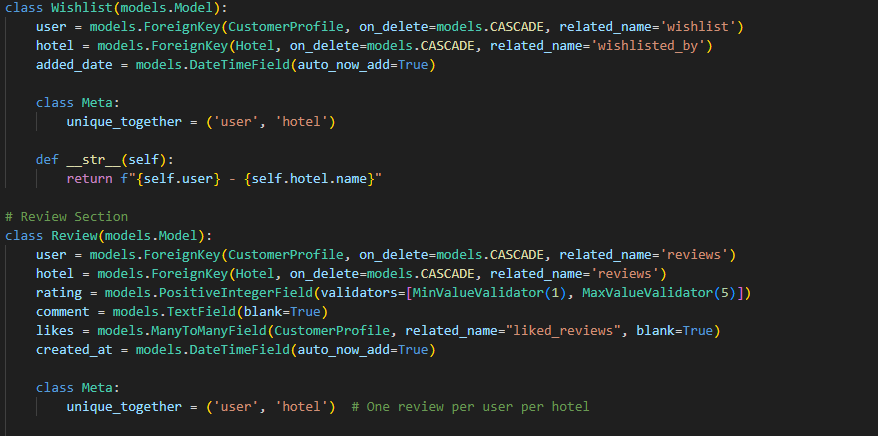 class Wishlist(models.Model):
    user = models.ForeignKey(CustomerProfile, on_delete=models.CASCADE, related_name='wishlist')
    hotel = models.ForeignKey(Hotel, on_delete=models.CASCADE, related_name='wishlisted_by')
    added_date = models.DateTimeField(auto_now_add=True)

    class Meta:
        unique_together = ('user', 'hotel')

    def __str__(self):
        return f"{self.user} - {self.hotel.name}"

# Review Section
class Review(models.Model):
    user = models.ForeignKey(CustomerProfile, on_delete=models.CASCADE, related_name='reviews')
    hotel = models.ForeignKey(Hotel, on_delete=models.CASCADE, related_name='reviews')
    rating = models.PositiveIntegerField(validators=[MinValueValidator(1), MaxValueValidator(5)])
    comment = models.TextField(blank=True)
    likes = models.ManyToManyField(CustomerProfile, related_name="liked_reviews", blank=True)
    created_at = models.DateTimeField(auto_now_add=True)

    class Meta:
        unique_together = ('user', 'hotel')  # One review per user per hotel